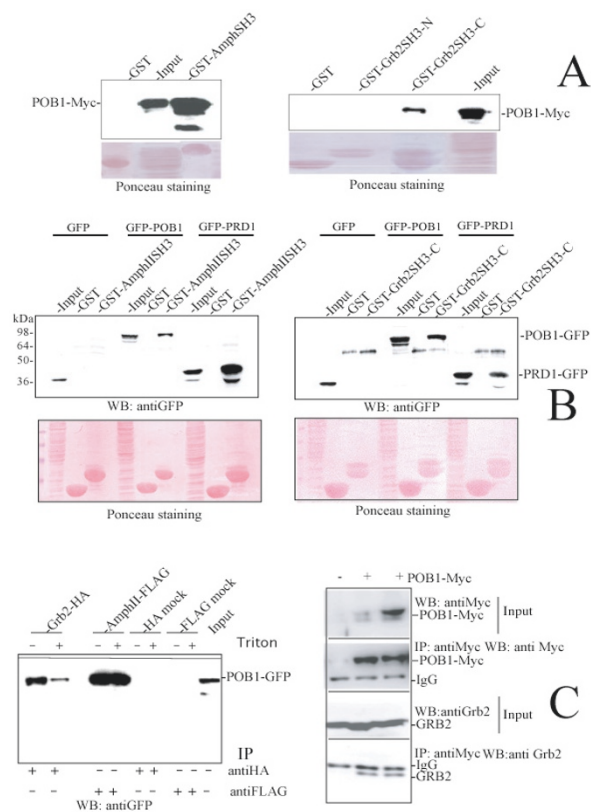 -GST
-Input
-GST-AmphSH3
POB1-Myc-
Ponceau staining
-GST
-GST-Grb2SH3-N
-GST-Grb2SH3-C
-Input
-POB1-Myc
Ponceau staining
A
GFP GFP-POB1 GFP-PRD1
-Input
-GST
-GST-AmphIISH3
-Input
-GST
-GST-AmphIISH3
-Input
-GST
-GST-AmphIISH3
kDa
98-
64-
50-
36-
WB: antiGFP
Ponceau staining
GFP GFP-POB1 GFP-PRD1
-Input
-GST
-GST-Grb2SH3-C
-Input
-GST
-GST-Grb2SH3-C
-Input
-GST
-GST-Grb2SH3-C
-POB1-GFP
-PRD1-GFP
WB: antiGFP
Ponceau staining
B
-Grb2-HA
-AmphII-FLAG
-HA mock
-FLAG mock
Input
- + - + - + - + - Triton
-POB1-GFP
IP
+ + - - + + - - - antiHA
- - + + - - + + - antiFLAG
WB: antiGFP
- + + POB1-Myc
WB: antiMyc
-POB1-Myc
Input
IP: antiMyc WB: anti Myc
-POB1-Myc
-IgG
WB:antiGrb2
-GRB2
Input
IP: antiMyc WB:anti Grb2
-IgG
-GRB2
C